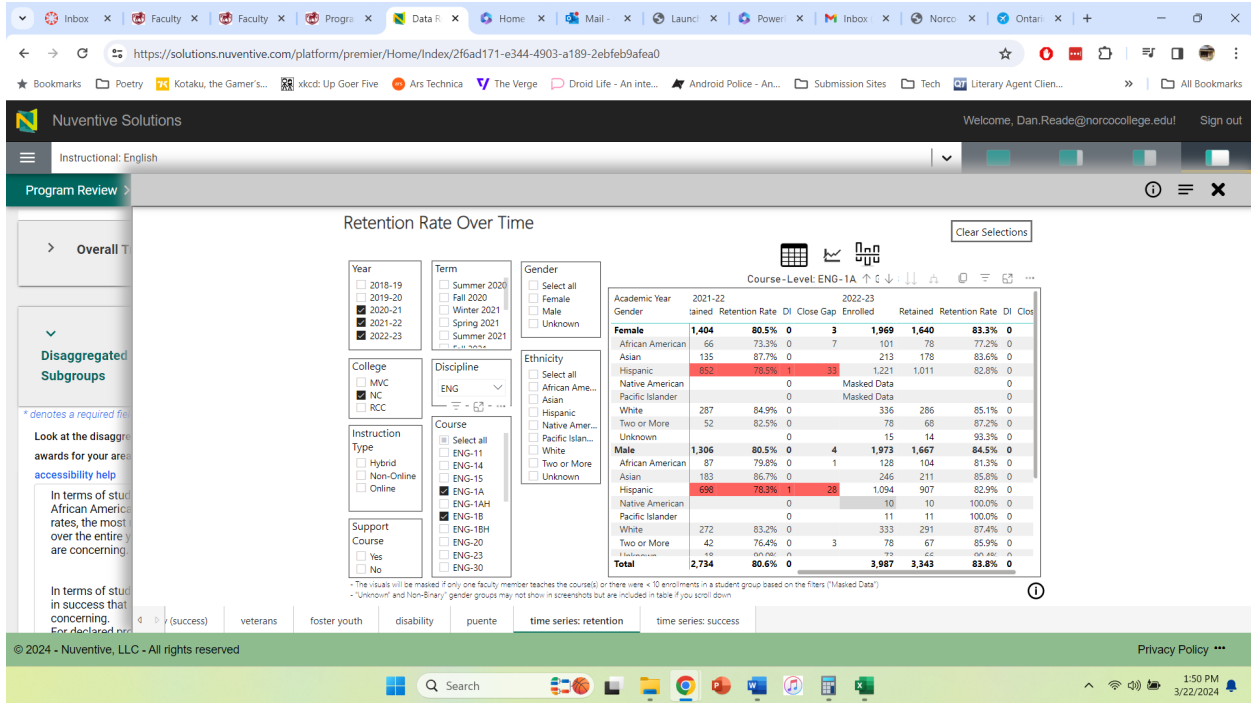 Inbox
Faculty
Faculty
Progra
Data R
Home
Mail -
Launc
Power
Inbox
Norco
Ontari
https://solutions.nuventive.com/platform/premier/Home/Index/2f6ad171-e344-4903-a189-2ebfeb9afea0
Bookmarks Poetry Kotaku, the Gamer's... xkcd: Up Goer Five Ars Technica The Verge Droid Life - An inte... Android Police - An... Submission Sites Tech Literary Agent Clien... » All Bookmarks
Nuventive Solutions Welcome, Dan.Reade@norcocollege.edu! Sign out
Instructional: English
Program Review
Overall T
Disaggregated
Subgroups
* denotes a required fie
Look at the disaggre
awards for your area
accessibility help
In terms of stud
African America
rates, the most
over the entire y
are concerning.
In terms of stud
in success that
concerning.
For declared pro
Retention Rate Over Time
Clear Selections
Year
2018-19
2019-20
2020-21
2021-22
2022-23
Term
Summer 2020
Fall 2020
Winter 2021
Spring 2021
Summer 2021
Fall 2021
Gender
Select all
Female
Male
Unknown
College
MVC
NC
RCC
Discipline
ENG
Ethnicity
Select all
African Ame...
Asian
Hispanic
Native Amer...
Pacific Islan...
White
Two or More
Unknown
Instruction
Type
Hybrid
Non-Online
Online
Course
Select all
ENG-11
ENG-14
ENG-15
ENG-1A
ENG-1AH
ENG-1B
ENG-1BH
ENG-20
ENG-23
ENG-30
Support
Course
Yes
No
Course-Level: ENG-1A
Academic Year 2021-22 2022-23
Gender tained Retention Rate DI Close Gap Enrolled Retained Retention Rate DI Clos
Female 1,404 80.5% 0 3 1,969 1,640 83.3% 0
African American 66 73.3% 0 7 101 78 77.2% 0
Asian 135 87.7% 0 213 178 83.6% 0
Hispanic 852 78.5% 1 33 1,221 1,011 82.8% 0
Native American 0 Masked Data 0
Pacific Islander 0 Masked Data 0
White 287 84.9% 0 336 286 85.1% 0
Two or More 52 82.5% 0 78 68 87.2% 0
Unknown 0 15 14 93.3% 0
Male 1,306 80.5% 0 4 1,973 1,667 84.5% 0
African American 87 79.8% 0 1 128 104 81.3% 0
Asian 183 86.7% 0 246 211 85.8% 0
Hispanic 698 78.3% 1 28 1,094 907 82.9% 0
Native American 0 10 10 100.0% 0
Pacific Islander 0 11 11 100.0% 0
White 272 83.2% 0 333 291 87.4% 0
Two or More 42 76.4% 0 3 78 67 85.9% 0
Unknown 18 90.0% 0 73 66 90.4% 0
Total 2,734 80.6% 0 3,987 3,343 83.8% 0
- The visuals will be masked if only one faculty member teaches the course(s) or there were < 10 enrollments in a student group based on the filters ("Masked Data")
- "Unknown" and Non-Binary" gender groups may not show in screenshots but are included in table if you scroll down
(success) veterans foster youth disability puente time series: retention time series: success
© 2024 - Nuventive, LLC - All rights reserved Privacy Policy •••
Search
1:50 PM
3/22/2024